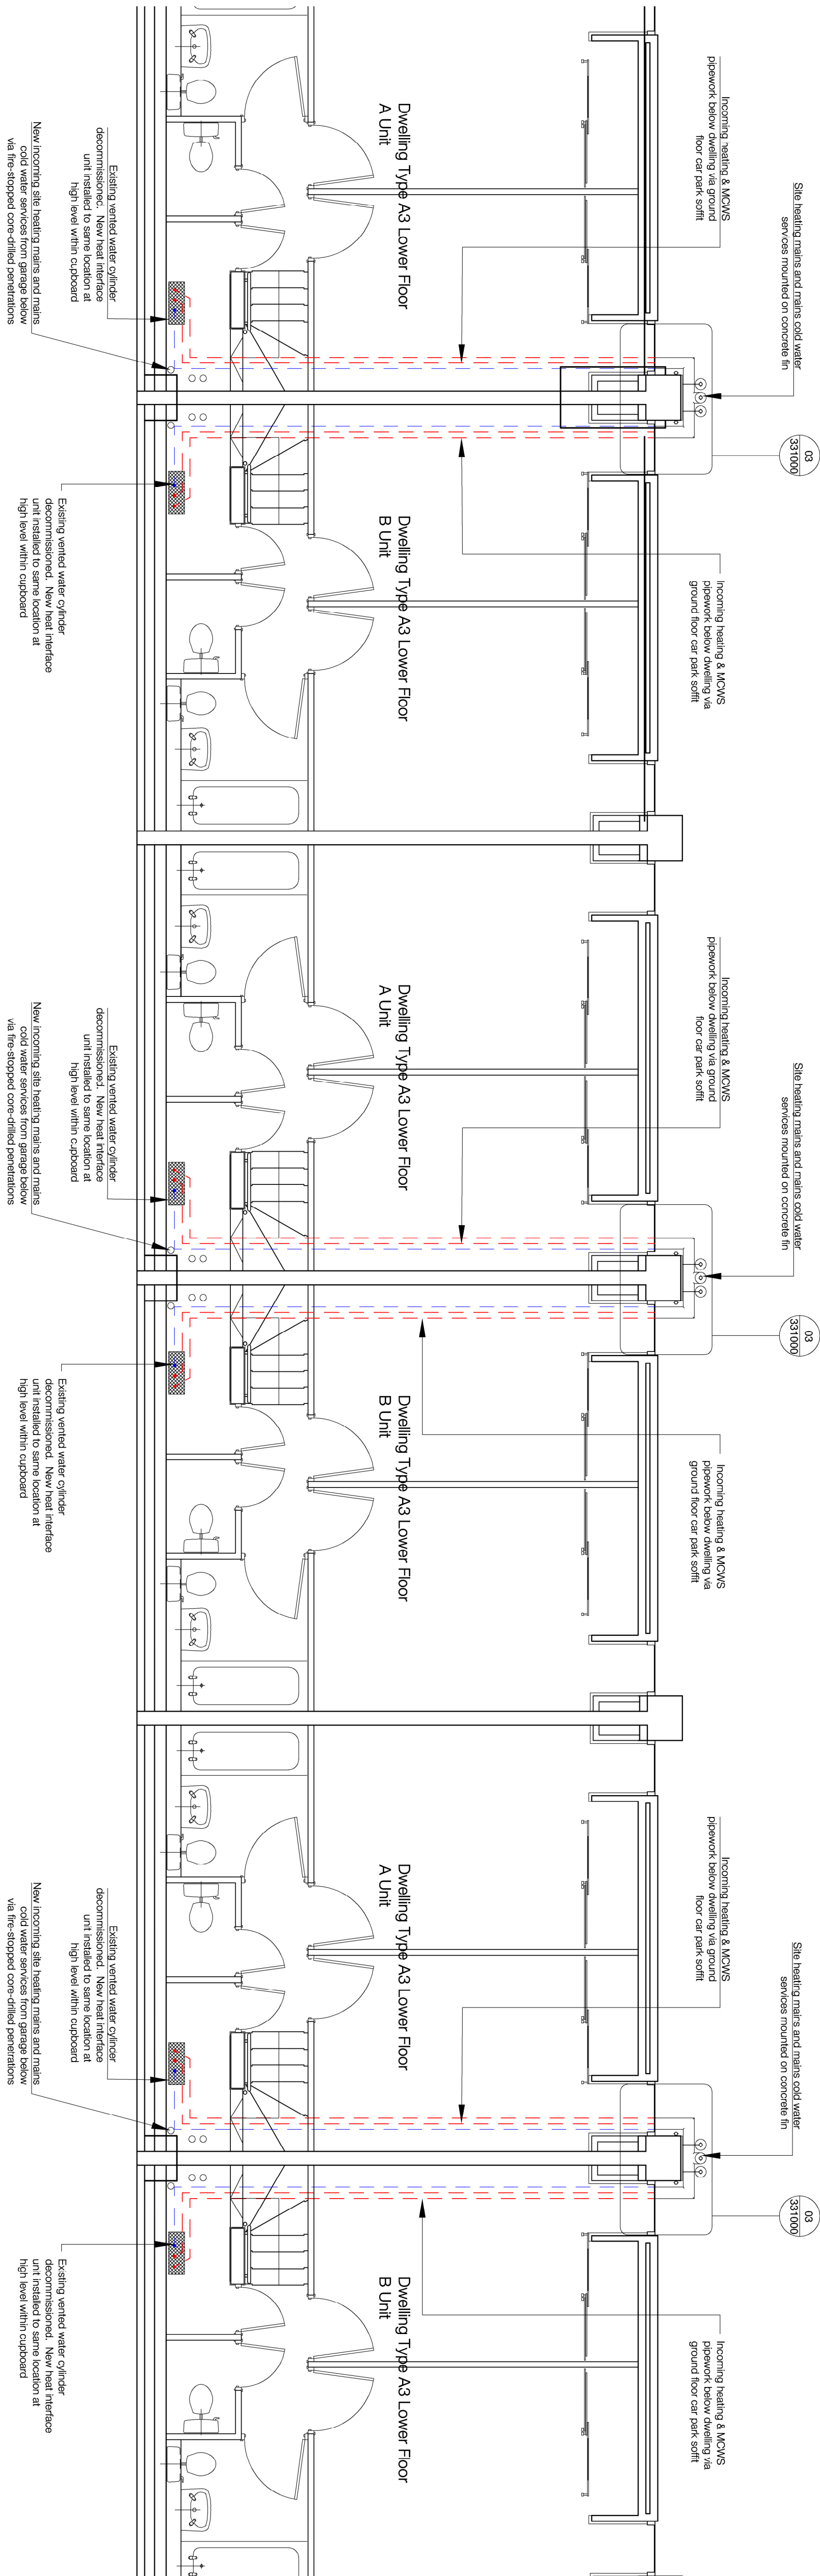 Site heating mains and mains cold water
services mounted on concrete fin
03
331000
Incoming heating & MCWS
pipework below dwelling via ground
floor car park soffit
Incoming heating & MCWS
pipework below dwelling via
ground floor car park soffit
Dwelling Type A3 Lower Floor
A Unit
Dwelling Type A3 Lower Floor
B Unit
Existing vented water cylinder
decommissioned. New heat interface
unit installed to same location at
high level within cupboard
New incoming site heating mains and mains
cold water services from garage below
via fire-stopped core-drilled penetrations
Existing vented water cylinder
decommissioned. New heat interface
unit installed to same location at
high level within cupboard
Site heating mains and mains cold water
services mounted on concrete fin
03
331000
Incoming heating & MCWS
pipework below dwelling via ground
floor car park soffit
Incoming heating & MCWS
pipework below dwelling via
ground floor car park soffit
Dwelling Type A3 Lower Floor
A Unit
Dwelling Type A3 Lower Floor
B Unit
Existing vented water cylinder
decommissioned. New heat interface
unit installed to same location at
high level within cupboard
New incoming site heating mains and mains
cold water services from garage below
via fire-stopped core-drilled penetrations
Existing vented water cylinder
decommissioned. New heat interface
unit installed to same location at
high level within cupboard
Site heating mains and mains cold water
services mounted on concrete fin
03
331000
Incoming heating & MCWS
pipework below dwelling via ground
floor car park soffit
Incoming heating & MCWS
pipework below dwelling via
ground floor car park soffit
Dwelling Type A3 Lower Floor
A Unit
Dwelling Type A3 Lower Floor
B Unit
Existing vented water cylinder
decommissioned. New heat interface
unit installed to same location at
high level within cupboard
New incoming site heating mains and mains
cold water services from garage below
via fire-stopped core-drilled penetrations
Existing vented water cylinder
decommissioned. New heat interface
unit installed to same location at
high level within cupboard